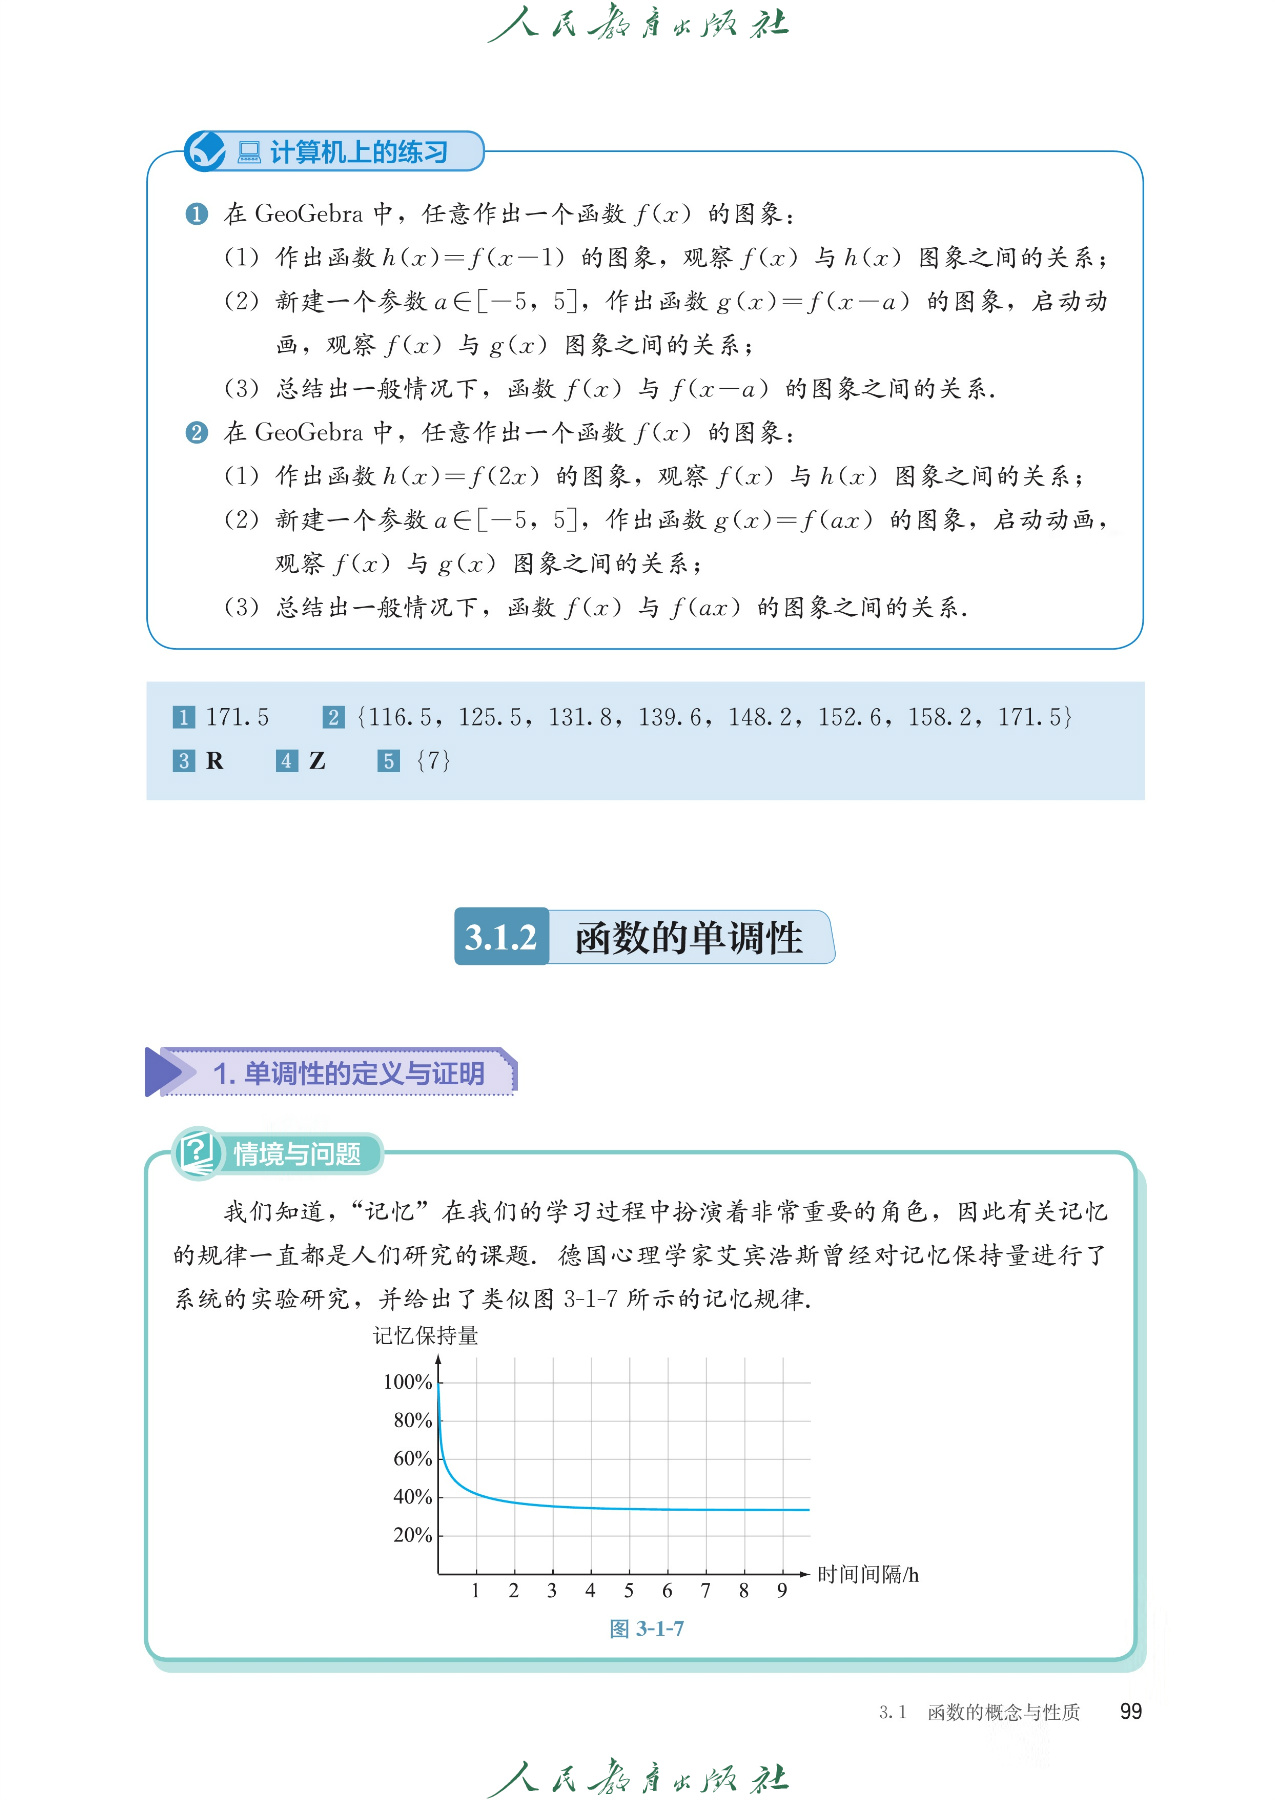 人民教育出版社
计算机上的练习
❶ 在 GeoGebra 中，任意作出一个函数 f(x) 的图象：
(1) 作出函数 h(x)=f(x−1) 的图象，观察 f(x) 与 h(x) 图象之间的关系；
(2) 新建一个参数 a∈[−5，5]，作出函数 g(x)=f(x−a) 的图象，启动动
画，观察 f(x) 与 g(x) 图象之间的关系；
(3) 总结出一般情况下，函数 f(x) 与 f(x−a) 的图象之间的关系.
❷ 在 GeoGebra 中，任意作出一个函数 f(x) 的图象：
(1) 作出函数 h(x)=f(2x) 的图象，观察 f(x) 与 h(x) 图象之间的关系；
(2) 新建一个参数 a∈[−5，5]，作出函数 g(x)=f(ax) 的图象，启动动画，
观察 f(x) 与 g(x) 图象之间的关系；
(3) 总结出一般情况下，函数 f(x) 与 f(ax) 的图象之间的关系.
1 171.5 2 {116.5，125.5，131.8，139.6，148.2，152.6，158.2，171.5}
3 R 4 Z 5 {7}
3.1.2 函数的单调性
1. 单调性的定义与证明
情境与问题
我们知道，“记忆”在我们的学习过程中扮演着非常重要的角色，因此有关记忆
的规律一直都是人们研究的课题. 德国心理学家艾宾浩斯曾经对记忆保持量进行了
系统的实验研究，并给出了类似图 3-1-7 所示的记忆规律.
记忆保持量
100%
80%
60%
40%
20%
时间间隔/h
1 2 3 4 5 6 7 8 9
图 3-1-7
3.1 函数的概念与性质 99
人民教育出版社